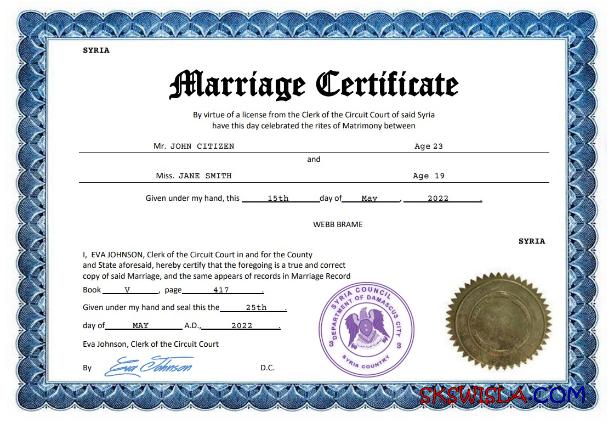 SYRIA
Marriage Certificate
By virtue of a license from the Clerk of the Circuit Court of said Syria
have this day celebrated the rites of Matrimony between
Mr. JOHN CITIZEN Age 23
and
Miss. JANE SMITH Age 19
Given under my hand, this 15th day of May, 2022.
WEBB BRAME
SYRIA
I, EVA JOHNSON, Clerk of the Circuit Court in and for the County
and State aforesaid, hereby certify that the foregoing is a true and correct
copy of said Marriage, and the same appears of records in Marriage Record
Book V, page 417.
Given under my hand and seal this the 25th.
day of MAY A.D., 2022.
Eva Johnson, Clerk of the Circuit Court
By Eva Johnson D.C.
SYRIA COUNCIL
DEPARTMENT OF DAMASCUS CITY
3 3
SYRIA COUNTRY
SKSWISLA.COM